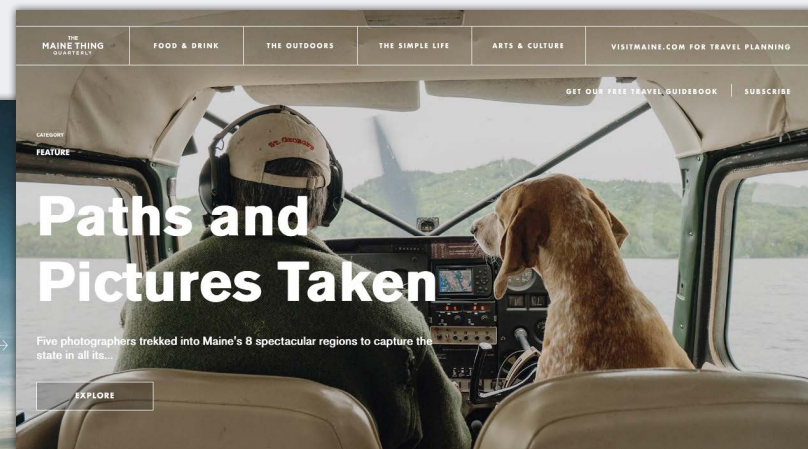 THE
MAINE THING
QUARTERLY
FOOD & DRINK
THE OUTDOORS
THE SIMPLE LIFE
ARTS & CULTURE
VISITMAINE.COM FOR TRAVEL PLANNING
GET OUR FREE TRAVEL GUIDEBOOK
SUBSCRIBE
CATEGORY
FEATURE
ST. GEORGE'S
Paths and
Pictures Taken
Five photographers trekked into Maine's 8 spectacular regions to capture the
state in all its...
EXPLORE